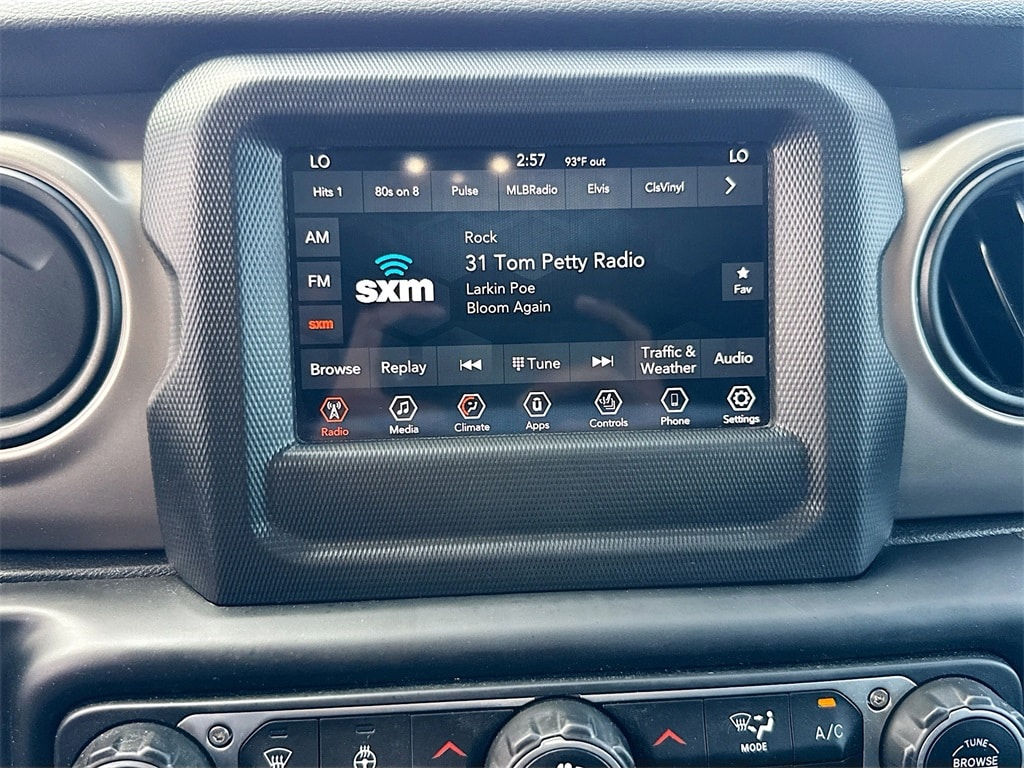 LO 2:57 93°F out LO
Hits 1 80s on 8 Pulse MLBRadio Elvis ClsVinyl
AM
FM
sxm
sxm
Rock
31 Tom Petty Radio
Larkin Poe
Bloom Again
Fav
Browse Replay Tune Traffic & Weather Audio
Radio Media Climate Apps Controls Phone Settings
MODE
A/C
TUNE
BROWSE